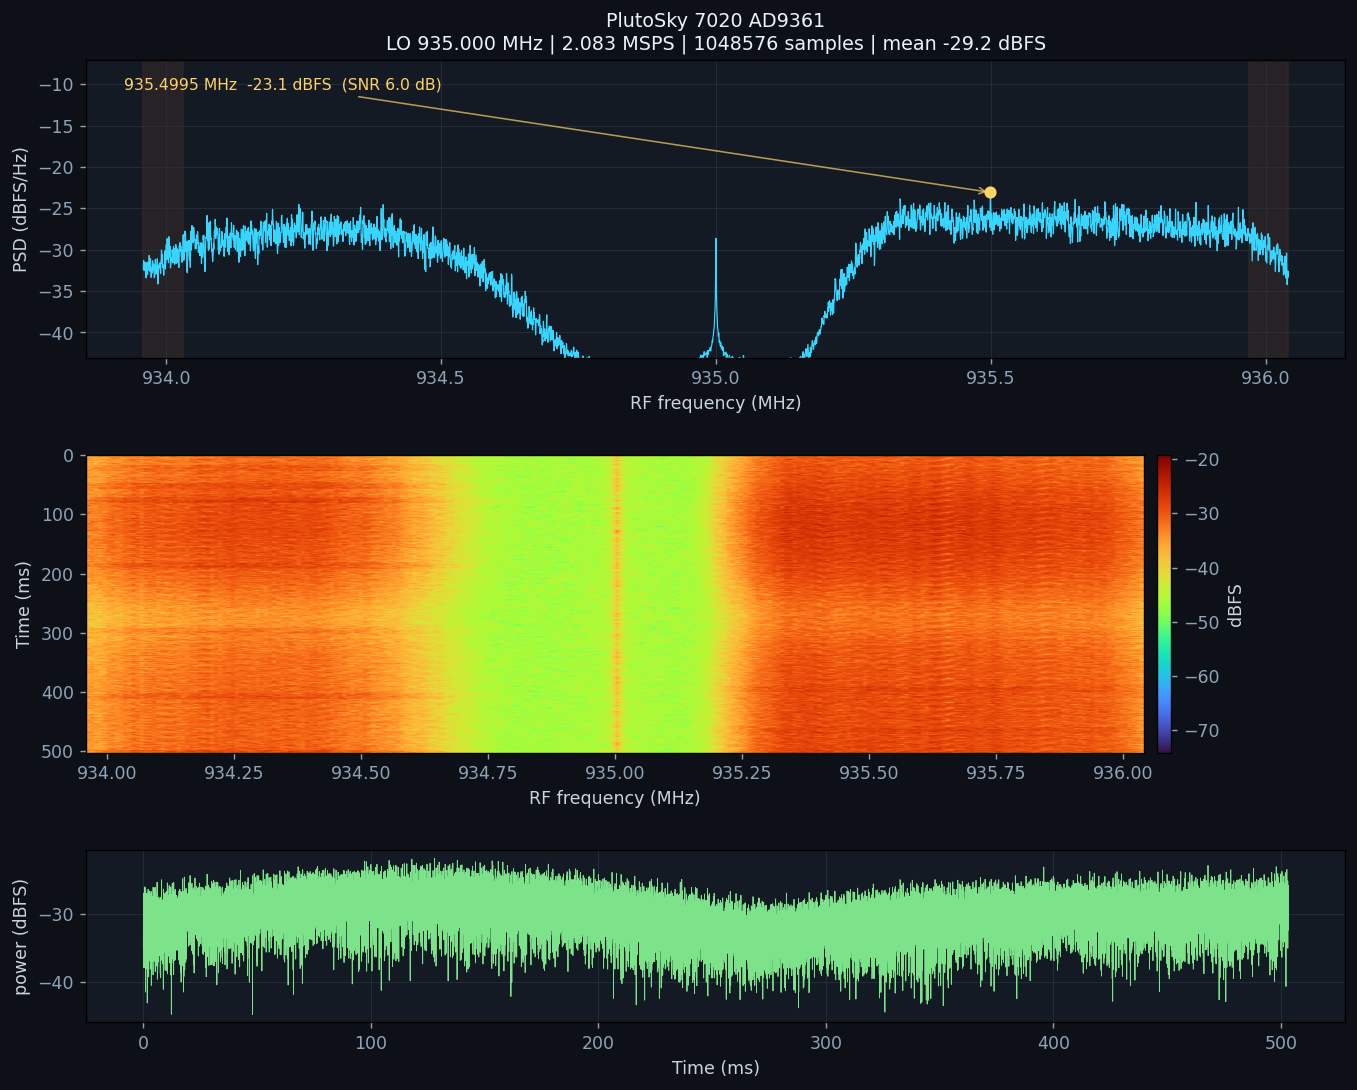 PlutoSky 7020 AD9361
LO 935.000 MHz | 2.083 MSPS | 1048576 samples | mean -29.2 dBFS
935.4995 MHz  -23.1 dBFS  (SNR 6.0 dB)
PSD (dBFS/Hz)
−10
−15
−20
−25
−30
−35
−40
934.0 934.5 935.0 935.5 936.0
RF frequency (MHz)
Time (ms)
0
100
200
300
400
500
934.00 934.25 934.50 934.75 935.00 935.25 935.50 935.75 936.00
RF frequency (MHz)
−20
−30
−40
−50
−60
−70
dBFS
power (dBFS)
−30
−40
0 100 200 300 400 500
Time (ms)